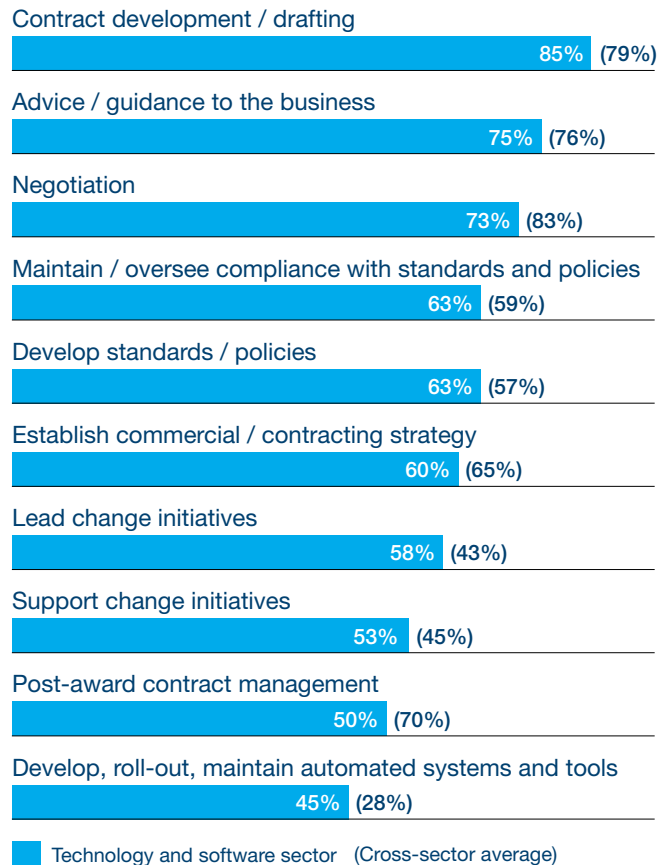 Contract development / drafting
85% (79%)
Advice / guidance to the business
75% (76%)
Negotiation
73% (83%)
Maintain / oversee compliance with standards and policies
63% (59%)
Develop standards / policies
63% (57%)
Establish commercial / contracting strategy
60% (65%)
Lead change initiatives
58% (43%)
Support change initiatives
53% (45%)
Post-award contract management
50% (70%)
Develop, roll-out, maintain automated systems and tools
45% (28%)
Technology and software sector (Cross-sector average)